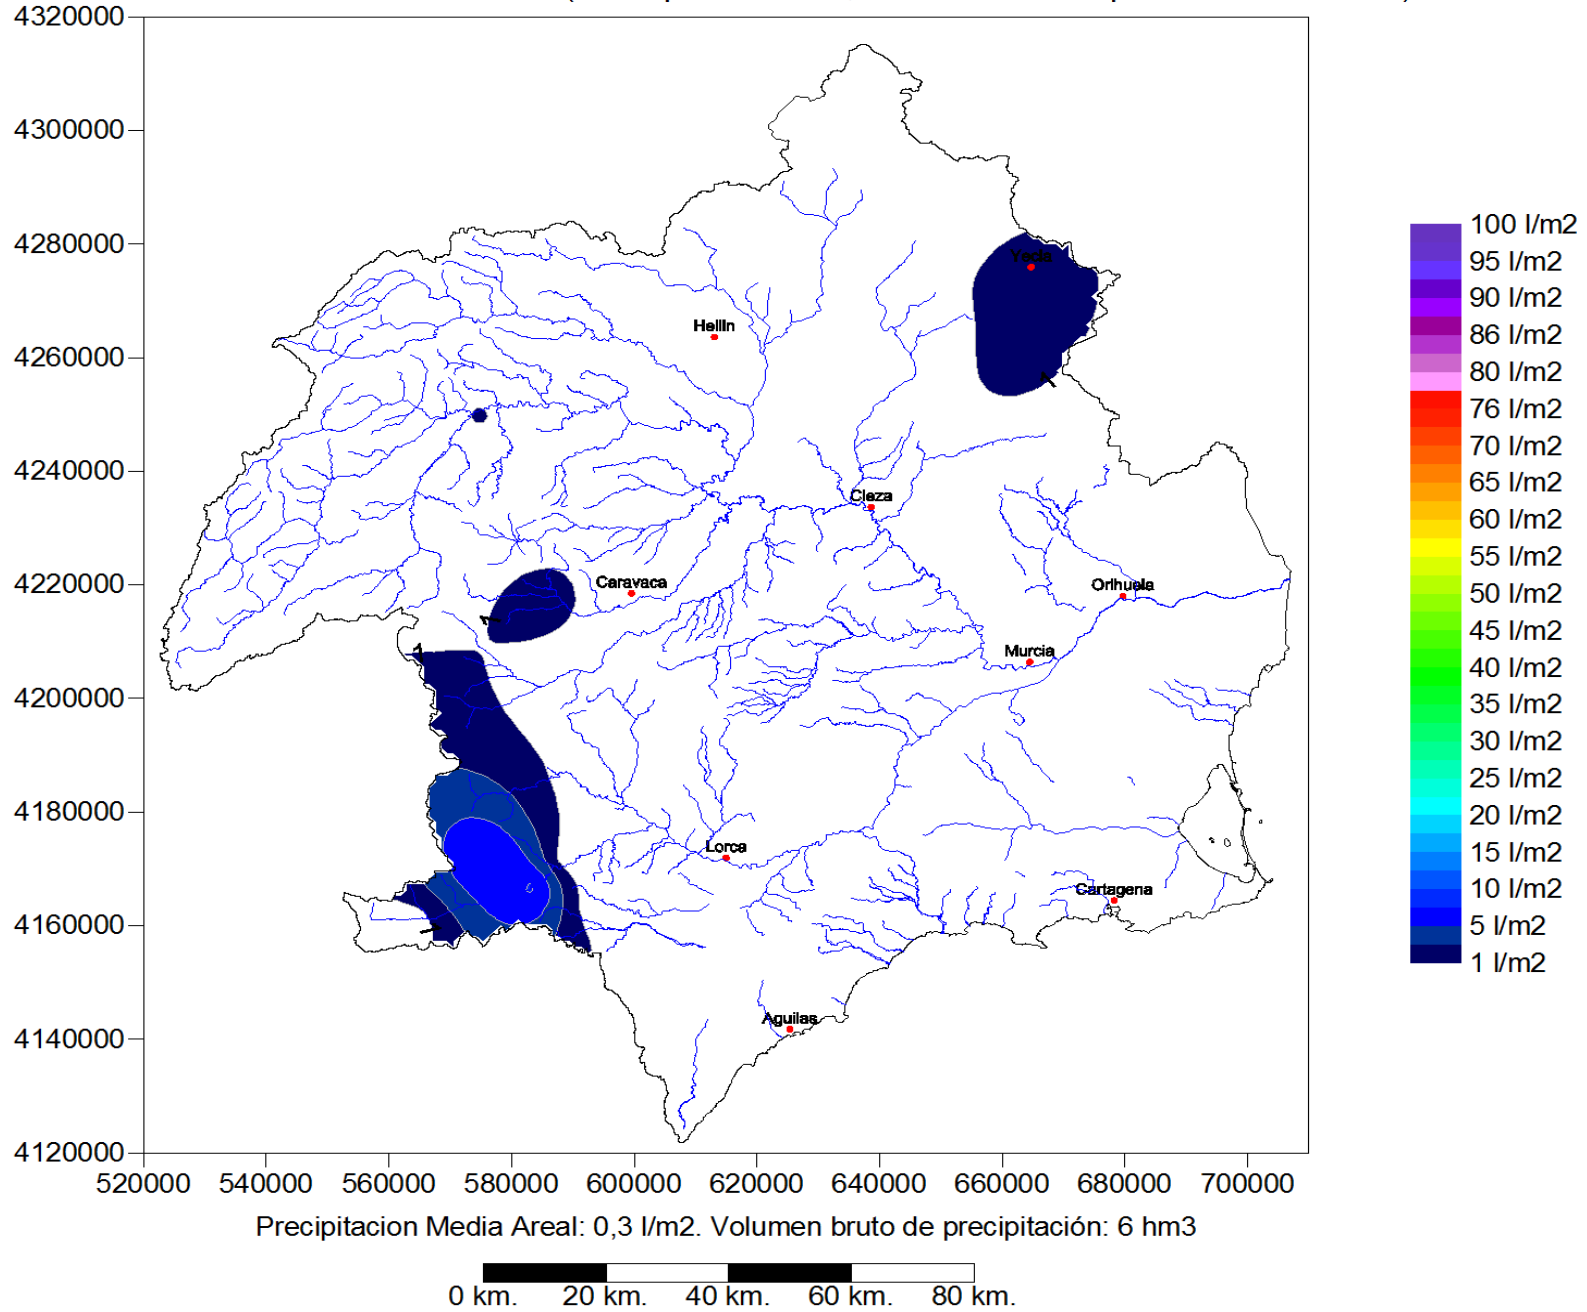 4320000
4300000
4280000
4260000
4240000
4220000
4200000
4180000
4160000
4140000
4120000
520000 540000 560000 580000 600000 620000 640000 660000 680000 700000
Yecla
Hellin
Cieza
Caravaca
Orihuela
Murcia
Lorca
Cartagena
Aguilas
1
1
1
1
100 l/m2
95 l/m2
90 l/m2
86 l/m2
80 l/m2
76 l/m2
70 l/m2
65 l/m2
60 l/m2
55 l/m2
50 l/m2
45 l/m2
40 l/m2
35 l/m2
30 l/m2
25 l/m2
20 l/m2
15 l/m2
10 l/m2
5 l/m2
1 l/m2
Precipitacion Media Areal: 0,3 l/m2. Volumen bruto de precipitación: 6 hm3
0 km. 20 km. 40 km. 60 km. 80 km.